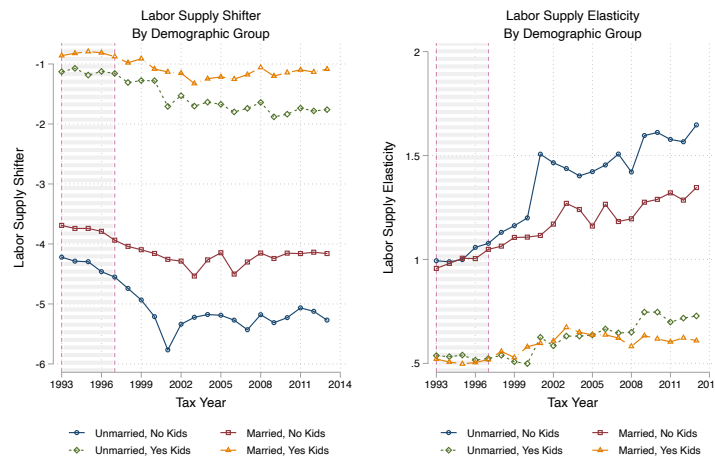 Labor Supply Shifter
By Demographic Group
Labor Supply Shifter
-1
-2
-3
-4
-5
-6
1993 1996 1999 2002 2005 2008 2011 2014
Tax Year
Unmarried, No Kids Married, No Kids
Unmarried, Yes Kids Married, Yes Kids
Labor Supply Elasticity
By Demographic Group
Labor Supply Elasticity
2
1.5
1
.5
1993 1996 1999 2002 2005 2008 2011 201
Tax Year
Unmarried, No Kids Married, No Kids
Unmarried, Yes Kids Married, Yes Kids